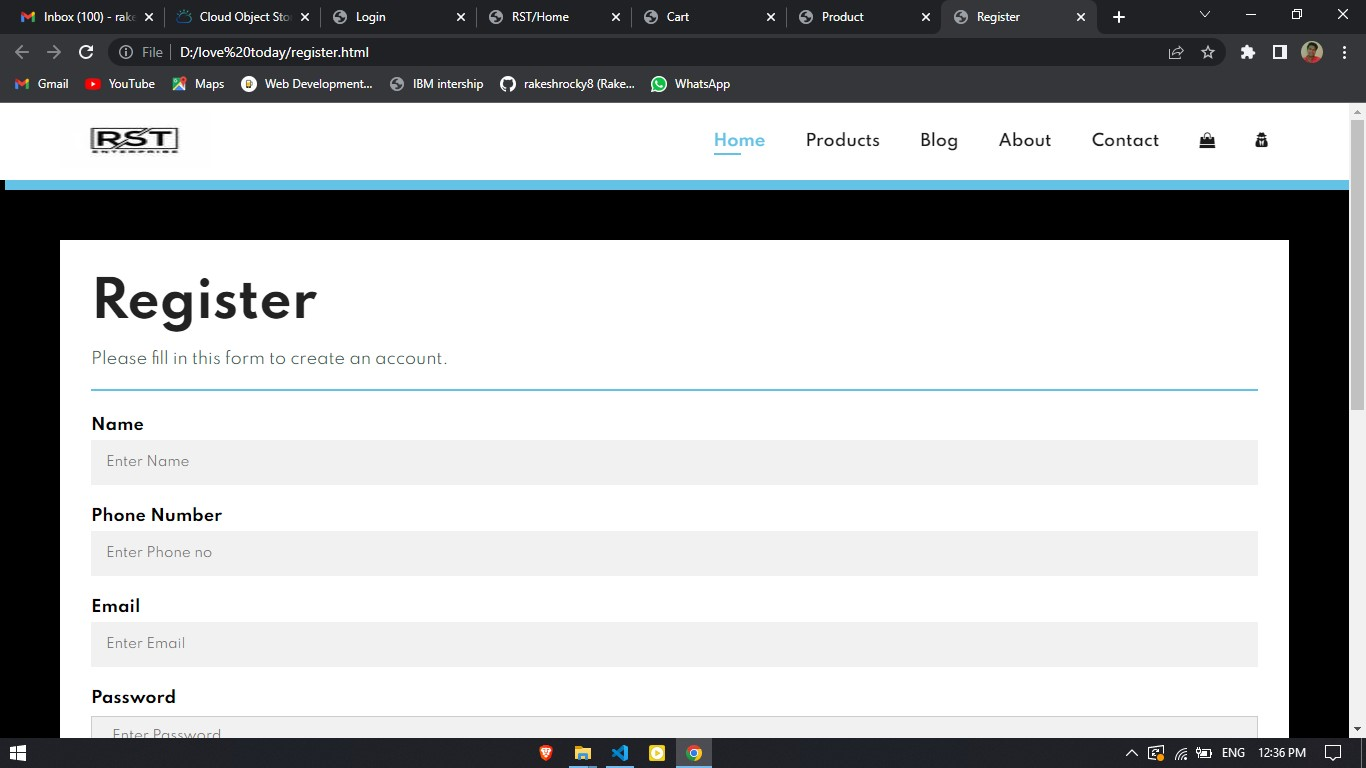 Inbox (100) - rake
Cloud Object Sto
Login
RST/Home
Cart
Product
Register
File
D:/love%20today/register.html
Gmail
YouTube
Maps
Web Development...
IBM intership
rakeshrocky8 (Rake...
WhatsApp
RST
ENTERPRISE
Home
Products
Blog
About
Contact
Register
Please fill in this form to create an account.
Name
Enter Name
Phone Number
Enter Phone no
Email
Enter Email
Password
Enter Password
ENG
12:36 PM